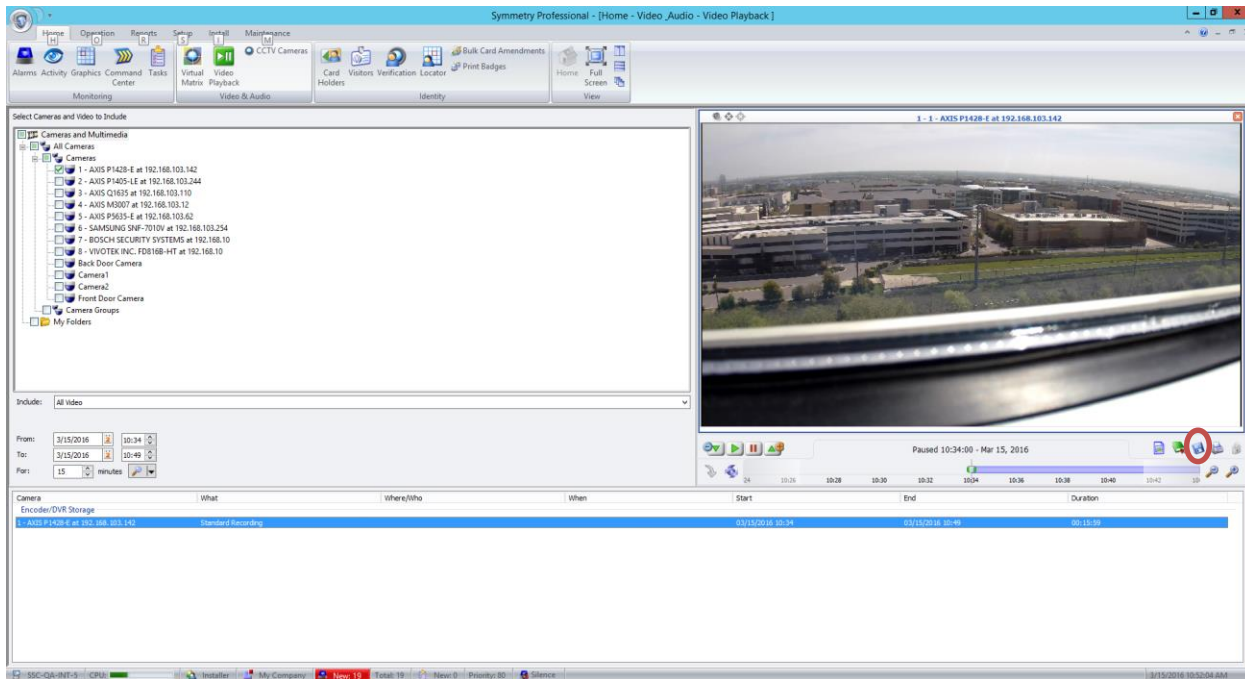 Symmetry Professional - [Home - Video _Audio - Video Playback ]
Home Operation Reports Setup Install Maintenance
H O R S I M
Alarms Activity Graphics Command Center Tasks
Monitoring
Virtual Matrix Video Playback CCTV Cameras
Video & Audio
Card Holders Visitors Verification Locator Bulk Card Amendments
Print Badges
Identity
Home Full Screen
View
Select Cameras and Video to Include
Cameras and Multimedia
All Cameras
Cameras
1 - AXIS P1428-E at 192.168.103.142
2 - AXIS P1405-LE at 192.168.103.244
3 - AXIS Q1635 at 192.168.103.110
4 - AXIS M3007 at 192.168.103.12
5 - AXIS P5635-E at 192.168.103.62
6 - SAMSUNG SNF-7010V at 192.168.103.254
7 - BOSCH SECURITY SYSTEMS at 192.168.10
8 - VIVOTEK INC. FD816B-HT at 192.168.10
Back Door Camera
Camera1
Camera2
Front Door Camera
Camera Groups
My Folders
Include: All Video
From: 3/15/2016 10:34
To: 3/15/2016 10:49
For: 15 minutes
1 - 1 - AXIS P1428-E at 192.168.103.142
Paused 10:34:00 - Mar 15, 2016
24 10:26 10:28 10:30 10:32 10:34 10:36 10:38 10:40 10:42 10
Camera What Where/Who When Start End Duration
Encoder/DVR Storage
1 - AXIS P1428-E at 192.168.103.142 Standard Recording 03/15/2016 10:34 03/15/2016 10:49 00:15:59
SSC-QA-INT-5 CPU: Installer My Company New: 19 Total: 19 New: 0 Priority: 80 Silence 3/15/2016 10:52:04 AM